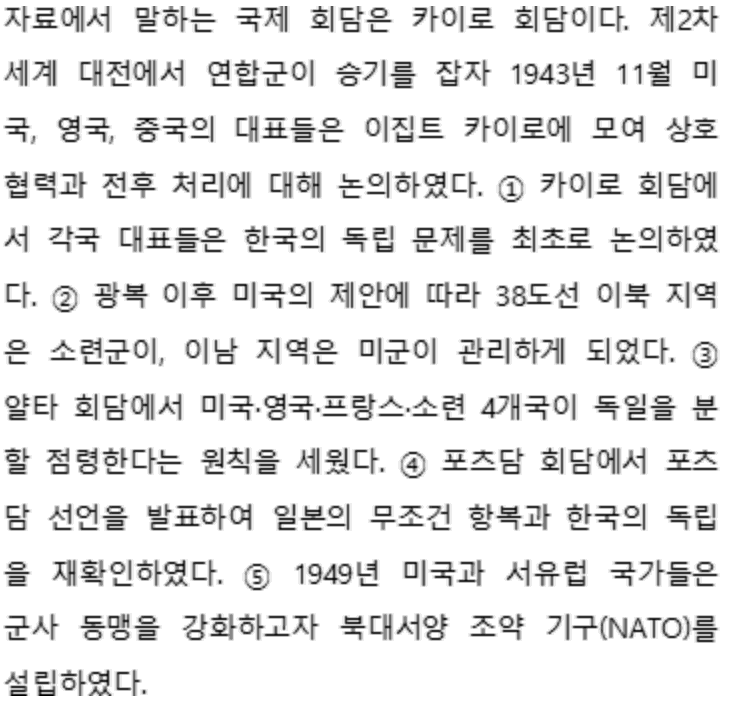 자료에서 말하는 국제 회담은 카이로 회담이다. 제2차
세계 대전에서 연합군이 승기를 잡자 1943년 11월 미
국, 영국, 중국의 대표들은 이집트 카이로에 모여 상호
협력과 전후 처리에 대해 논의하였다. ① 카이로 회담에
서 각국 대표들은 한국의 독립 문제를 최초로 논의하였
다. ② 광복 이후 미국의 제안에 따라 38도선 이북 지역
은 소련군이, 이남 지역은 미군이 관리하게 되었다. ③
얄타 회담에서 미국·영국·프랑스·소련 4개국이 독일을 분
할 점령한다는 원칙을 세웠다. ④ 포츠담 회담에서 포츠
담 선언을 발표하여 일본의 무조건 항복과 한국의 독립
을 재확인하였다. ⑤ 1949년 미국과 서유럽 국가들은
군사 동맹을 강화하고자 북대서양 조약 기구(NATO)를
설립하였다.